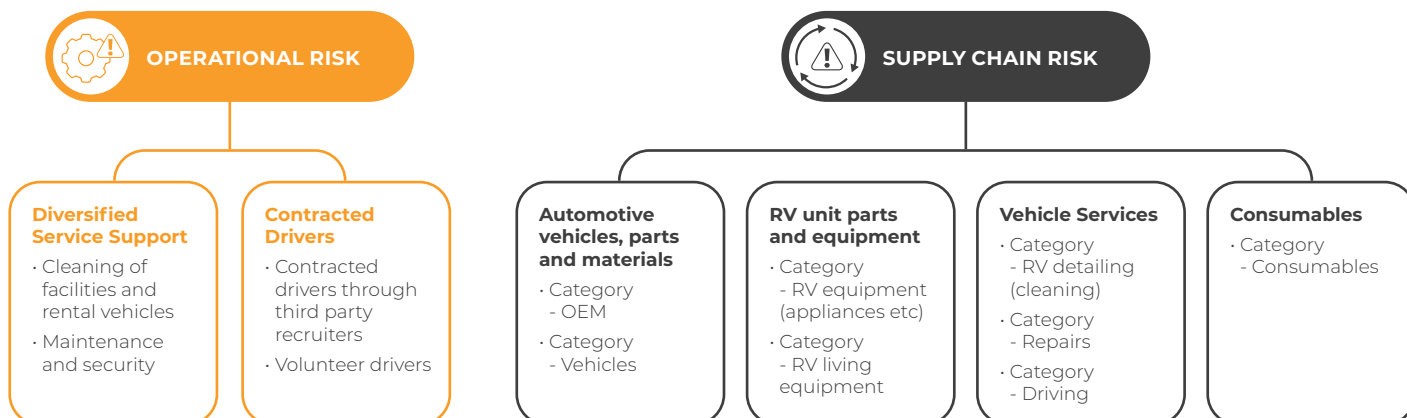 OPERATIONAL RISK
SUPPLY CHAIN RISK
Diversified
Service Support
· Cleaning of
facilities and
rental vehicles
· Maintenance
and security
Contracted
Drivers
· Contracted
drivers through
third party
recruiters
· Volunteer drivers
Automotive
vehicles, parts
and materials
· Category
- OEM
· Category
- Vehicles
RV unit parts
and equipment
· Category
- RV equipment
(appliances etc)
· Category
- RV living
equipment
Vehicle Services
· Category
- RV detailing
(cleaning)
· Category
- Repairs
· Category
- Driving
Consumables
· Category
- Consumables